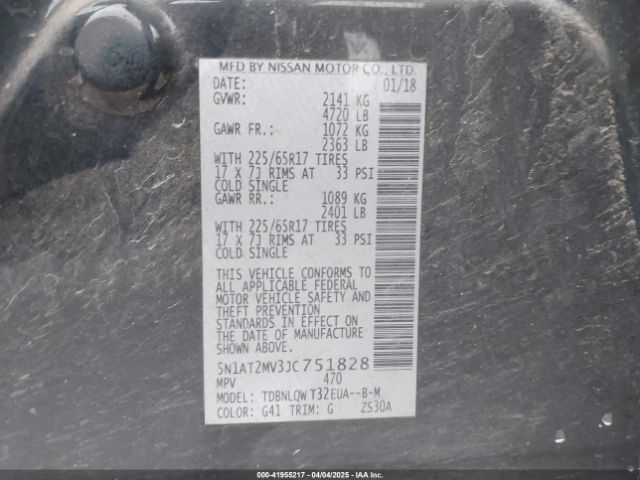 MFD BY NISSAN MOTOR CO., LTD.
DATE: 01/18
GVWR: 2141 KG
4720 LB
GAWR FR.: 1072 KG
2363 LB
WITH 225/65R17 TIRES
17 X 7J RIMS AT 33 PSI
COLD SINGLE
GAWR RR.: 1089 KG
2401 LB
WITH 225/65R17 TIRES
17 X 7J RIMS AT 33 PSI
COLD SINGLE
THIS VEHICLE CONFORMS TO
ALL APPLICABLE FEDERAL
MOTOR VEHICLE SAFETY AND
THEFT PREVENTION
STANDARDS IN EFFECT ON
THE DATE OF MANUFACTURE
SHOWN ABOVE.
5N1AT2MV3JC751828
MPV 470
MODEL: TDBNLQW T32EUA--B-M
COLOR: G41 TRIM: G ZS30A
000-41955217 - 04/04/2025 - IAAI.com